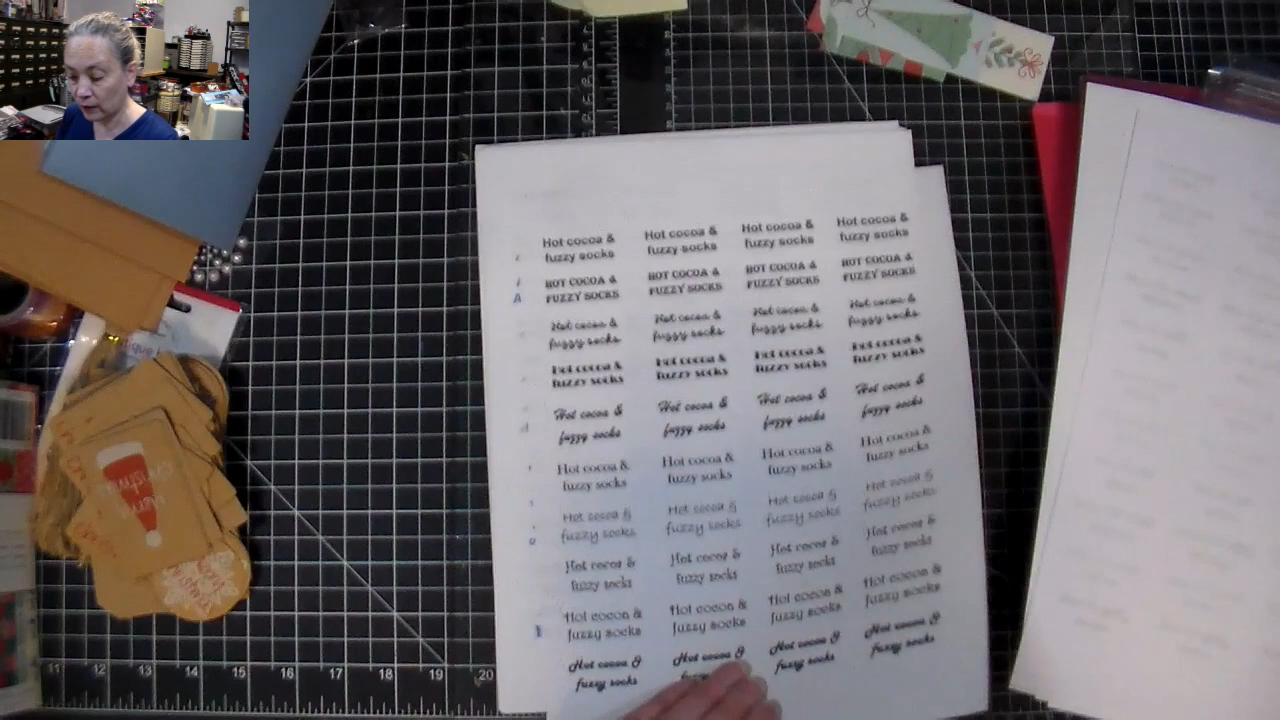 Hot cocoa & Hot cocoa & Hot cocoa & Hot cocoa &
fuzzy socks fuzzy socks fuzzy socks fuzzy socks
HOT COCOA & HOT COCOA & HOT COCOA & HOT COCOA &
FUZZY SOCKS FUZZY SOCKS FUZZY SOCKS FUZZY SOCKS
Hot cocoa & Hot cocoa & Hot cocoa & Hot cocoa &
fuzzy socks fuzzy socks fuzzy socks fuzzy socks
Hot cocoa & Hot cocoa & Hot cocoa & Hot cocoa &
fuzzy socks fuzzy socks fuzzy socks fuzzy socks
Hot cocoa & Hot cocoa & Hot cocoa & Hot cocoa &
fuzzy socks fuzzy socks fuzzy socks fuzzy socks
Hot cocoa & Hot cocoa & Hot cocoa & Hot cocoa &
fuzzy socks fuzzy socks fuzzy socks fuzzy socks
Hot cocoa & Hot cocoa & Hot cocoa & Hot cocoa &
fuzzy socks fuzzy socks fuzzy socks fuzzy socks
Hot cocoa & Hot cocoa & Hot cocoa & Hot cocoa &
fuzzy socks fuzzy socks fuzzy socks fuzzy socks
Hot cocoa & Hot cocoa & Hot cocoa & Hot cocoa &
fuzzy socks fuzzy socks fuzzy socks fuzzy socks
Hot cocoa & Hot cocoa & Hot cocoa & Hot cocoa &
fuzzy socks fuzzy socks fuzzy socks
11 12 13 14 15 16 17 18 19 20